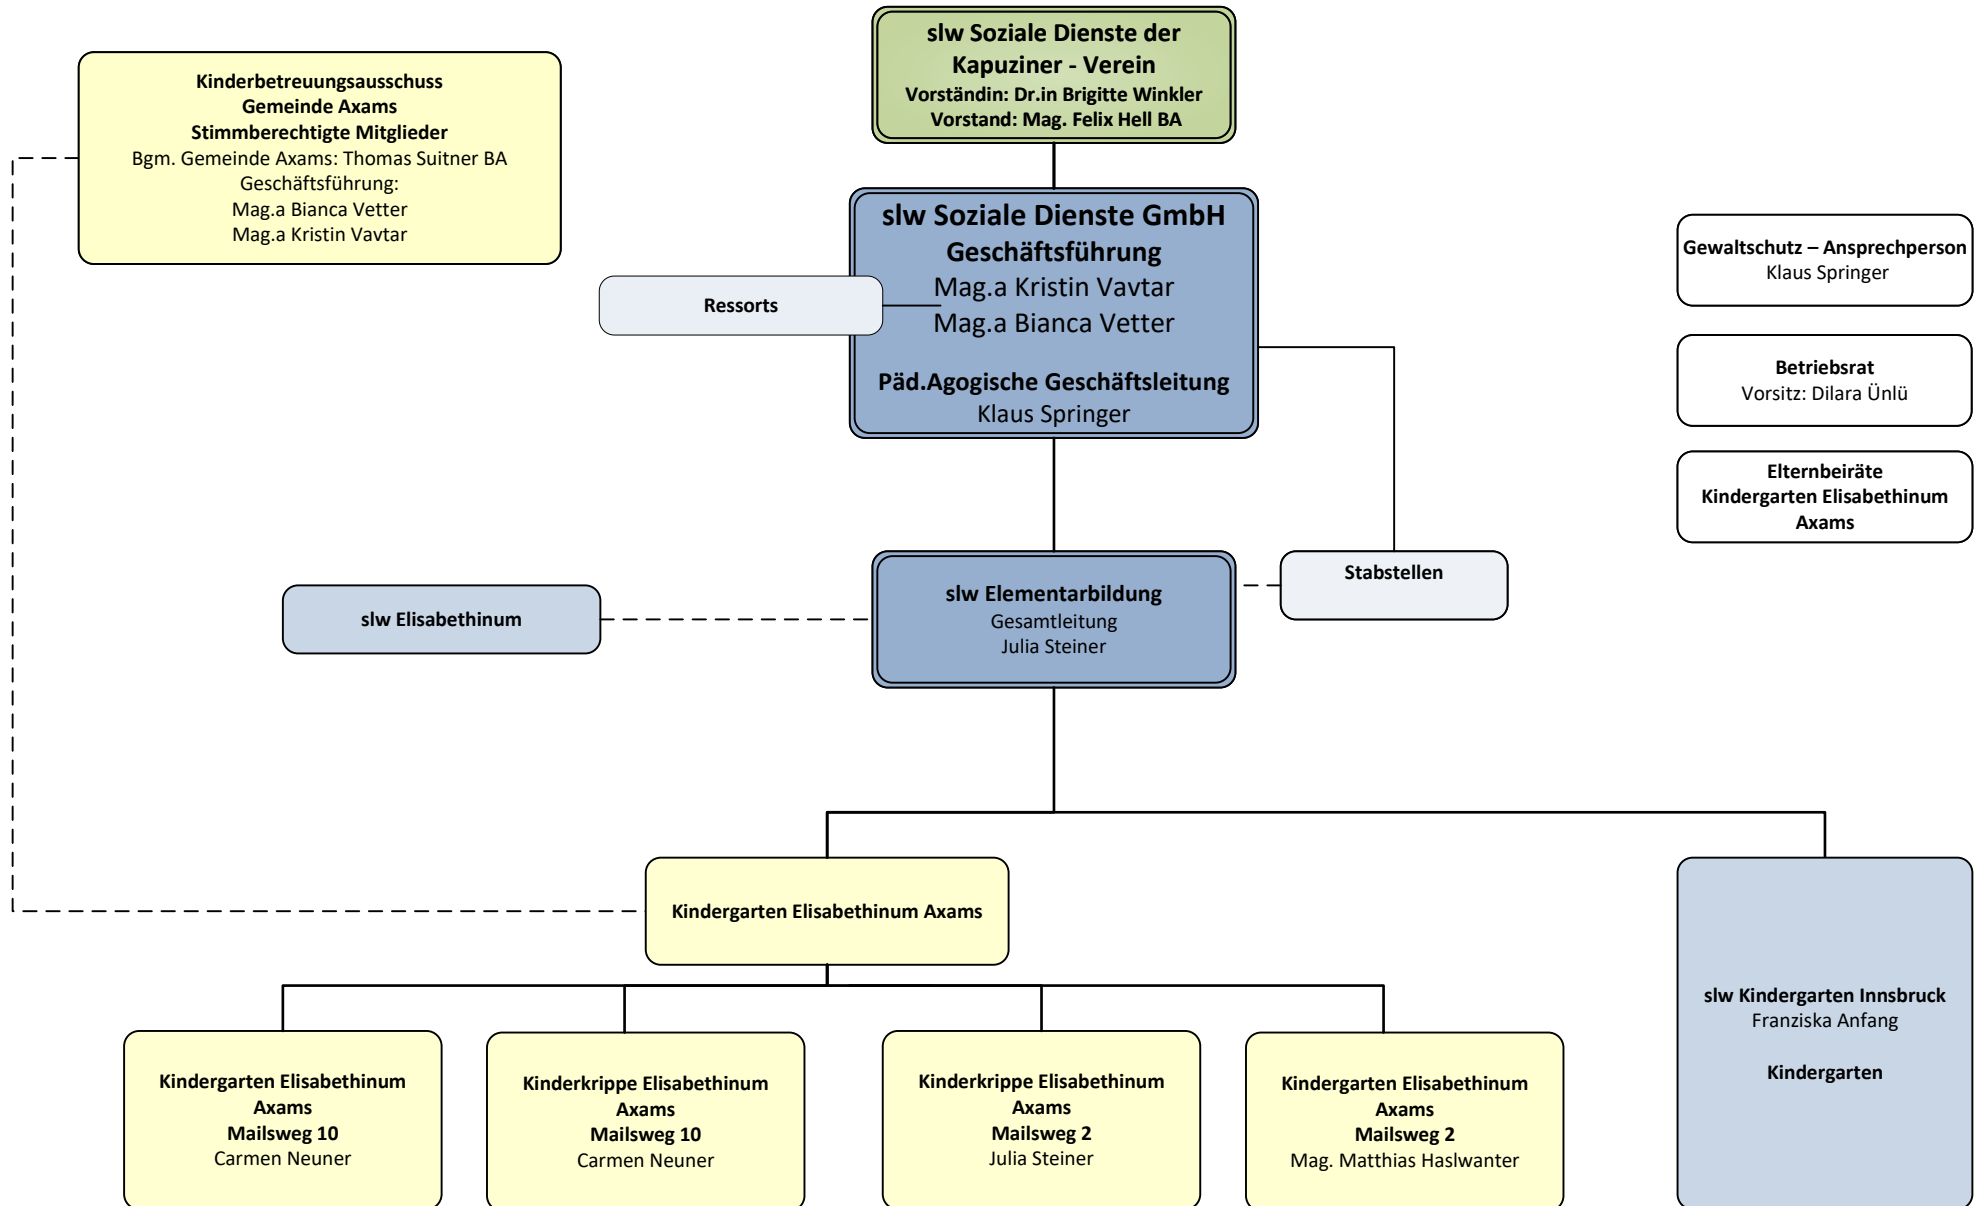 slw Soziale Dienste der
Kapuziner - Verein
Vorständin: Dr.in Brigitte Winkler
Vorstand: Mag. Felix Hell BA
Kinderbetreuungsausschuss
Gemeinde Axams
Stimmberechtigte Mitglieder
Bgm. Gemeinde Axams: Thomas Suitner BA
Geschäftsführung:
Mag.a Bianca Vetter
Mag.a Kristin Vavtar
slw Soziale Dienste GmbH
Geschäftsführung
Mag.a Kristin Vavtar
Mag.a Bianca Vetter
Päd.Agogische Geschäftsleitung
Klaus Springer
Ressorts
Gewaltschutz – Ansprechperson
Klaus Springer
Betriebsrat
Vorsitz: Dilara Ünlü
Elternbeiräte
Kindergarten Elisabethinum
Axams
slw Elisabethinum
slw Elementarbildung
Gesamtleitung
Julia Steiner
Stabstellen
Kindergarten Elisabethinum Axams
Kindergarten Elisabethinum
Axams
Mailsweg 10
Carmen Neuner
Kinderkrippe Elisabethinum
Axams
Mailsweg 10
Carmen Neuner
Kinderkrippe Elisabethinum
Axams
Mailsweg 2
Julia Steiner
Kindergarten Elisabethinum
Axams
Mailsweg 2
Mag. Matthias Haslwanter
slw Kindergarten Innsbruck
Franziska Anfang
Kindergarten